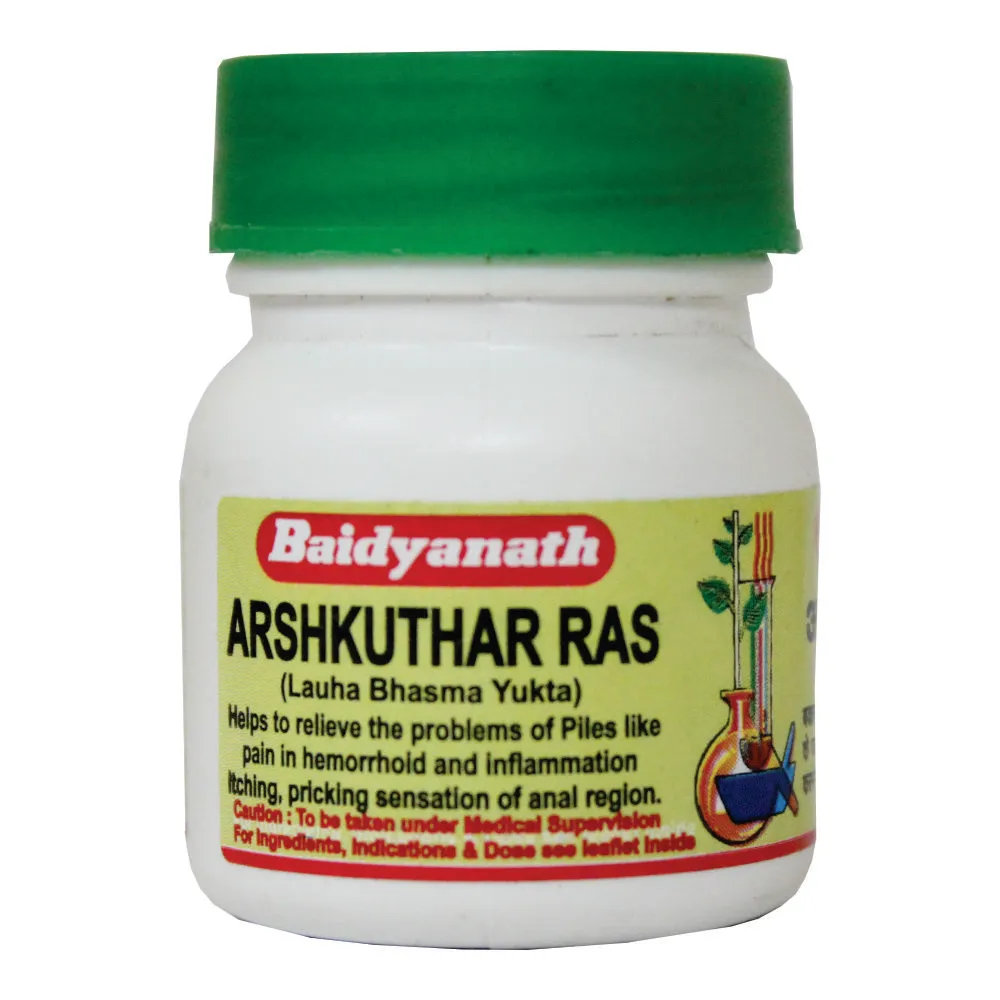 Baidyanath
ARSHKUTHAR RAS
(Lauha Bhasma Yukta)
Helps to relieve the problems of Piles like
pain in hemorrhoid and inflammation
Itching, pricking sensation of anal region.
Caution : To be taken under Medical Supervision
For Ingredients, Indications & Dose see leaflet Inside